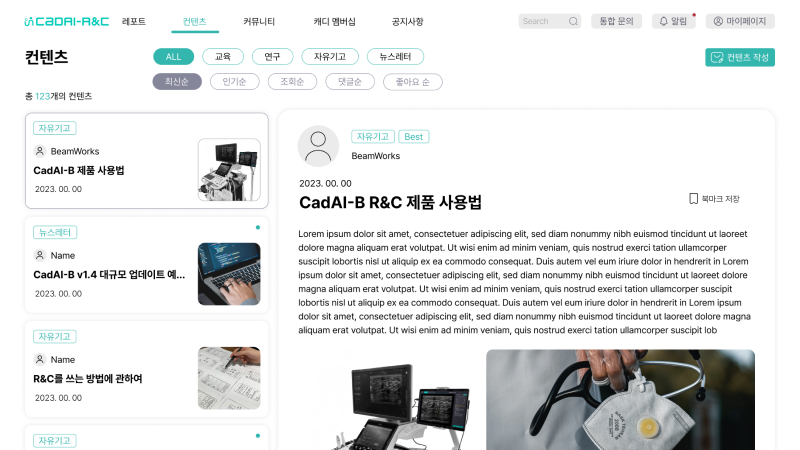 CADAI-R&C
레포트 컨텐츠 커뮤니티 캐디 멤버십 공지사항
Search 통합 문의 알림 마이페이지
컨텐츠
ALL 교육 연구 자유기고 뉴스레터
최신순 인기순 조회순 댓글순 좋아요 순
컨텐츠 작성
총 123개의 컨텐츠
자유기고
BeamWorks
CadAI-B 제품 사용법
2023. 00. 00
뉴스레터
Name
CadAI-B v1.4 대규모 업데이트 예...
2023. 00. 00
자유기고
Name
R&C를 쓰는 방법에 관하여
2023. 00. 00
자유기고
자유기고 Best
BeamWorks
2023. 00. 00
CadAI-B R&C 제품 사용법
북마크 저장
Lorem ipsum dolor sit amet, consectetuer adipiscing elit, sed diam nonummy nibh euismod tincidunt ut laoreet
dolore magna aliquam erat volutpat. Ut wisi enim ad minim veniam, quis nostrud exerci tation ullamcorper
suscipit lobortis nisl ut aliquip ex ea commodo consequat. Duis autem vel eum iriure dolor in hendrerit in Lorem
ipsum dolor sit amet, consectetuer adipiscing elit, sed diam nonummy nibh euismod tincidunt ut laoreet dolore
magna aliquam erat volutpat. Ut wisi enim ad minim veniam, quis nostrud exerci tation ullamcorper suscipit
lobortis nisl ut aliquip ex ea commodo consequat. Duis autem vel eum iriure dolor in hendrerit in Lorem ipsum
dolor sit amet, consectetuer adipiscing elit, sed diam nonummy nibh euismod tincidunt ut laoreet dolore magna
aliquam erat volutpat. Ut wisi enim ad minim veniam, quis nostrud exerci tation ullamcorper suscipit lob